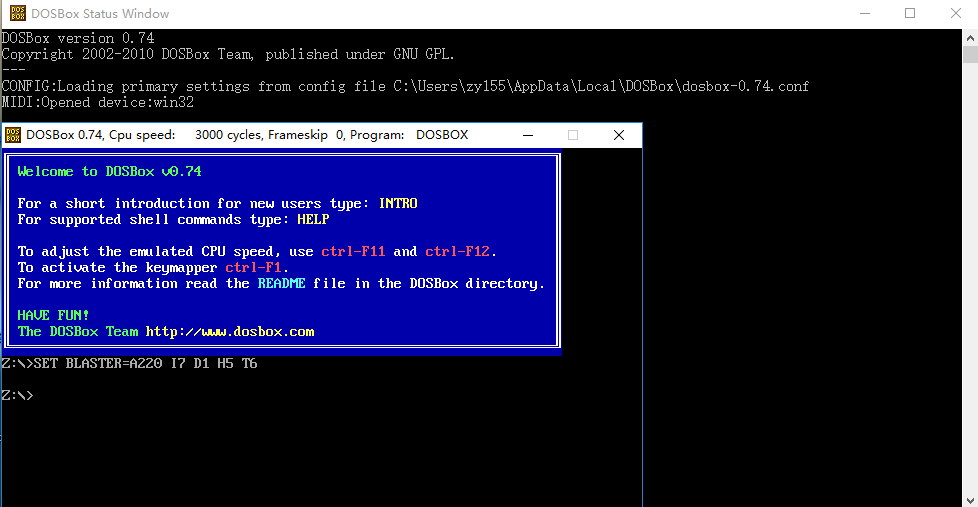 DOSBox Status Window
DOSBox version 0.74
Copyright 2002-2010 DOSBox Team, published under GNU GPL.
---
CONFIG:Loading primary settings from config file C:\Users\zy155\AppData\Local\DOSBox\dosbox-0.74.conf
MIDI:Opened device:win32
DOSBox 0.74, Cpu speed: 3000 cycles, Frameskip 0, Program: DOSBOX
Welcome to DOSBox v0.74
For a short introduction for new users type: INTRO
For supported shell commands type: HELP
To adjust the emulated CPU speed, use ctrl-F11 and ctrl-F12.
To activate the keymapper ctrl-F1.
For more information read the README file in the DOSBox directory.
HAVE FUN!
The DOSBox Team http://www.dosbox.com
Z:\>SET BLASTER=A220 I7 D1 H5 T6
Z:\>